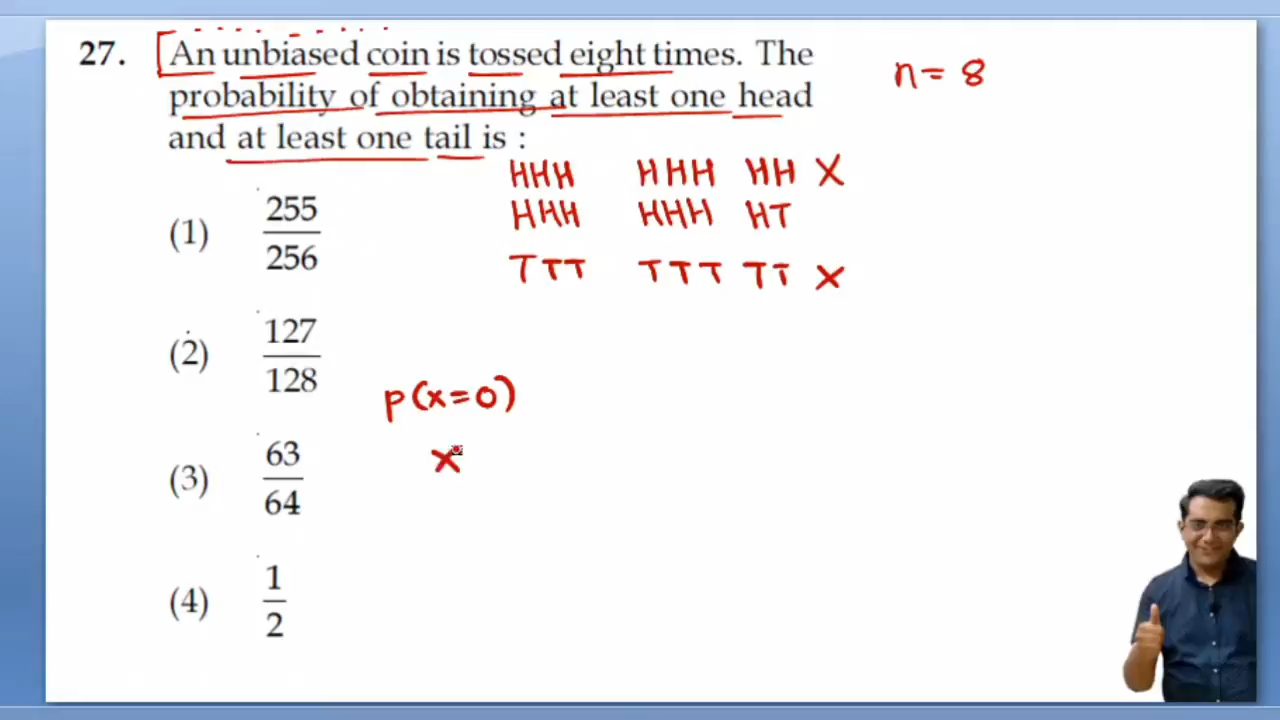 27. An unbiased coin is tossed eight times. The
probability of obtaining at least one head
and at least one tail is :
n = 8
HHH HHH HH X
HHH HHH HT
TTT TTT TT X
(1) 255/256
(2) 127/128
p(x=0)
(3) 63/64
x
(4) 1/2